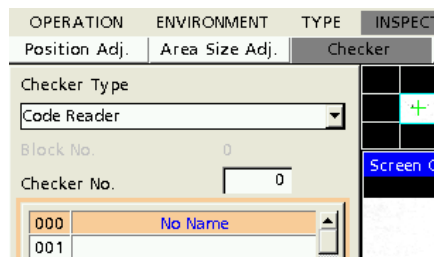 OPERATION ENVIRONMENT TYPE INSPECT
Position Adj. Area Size Adj. Checker
Checker Type
Code Reader
Block No. 0
Checker No. 0
Screen
000 No Name
001